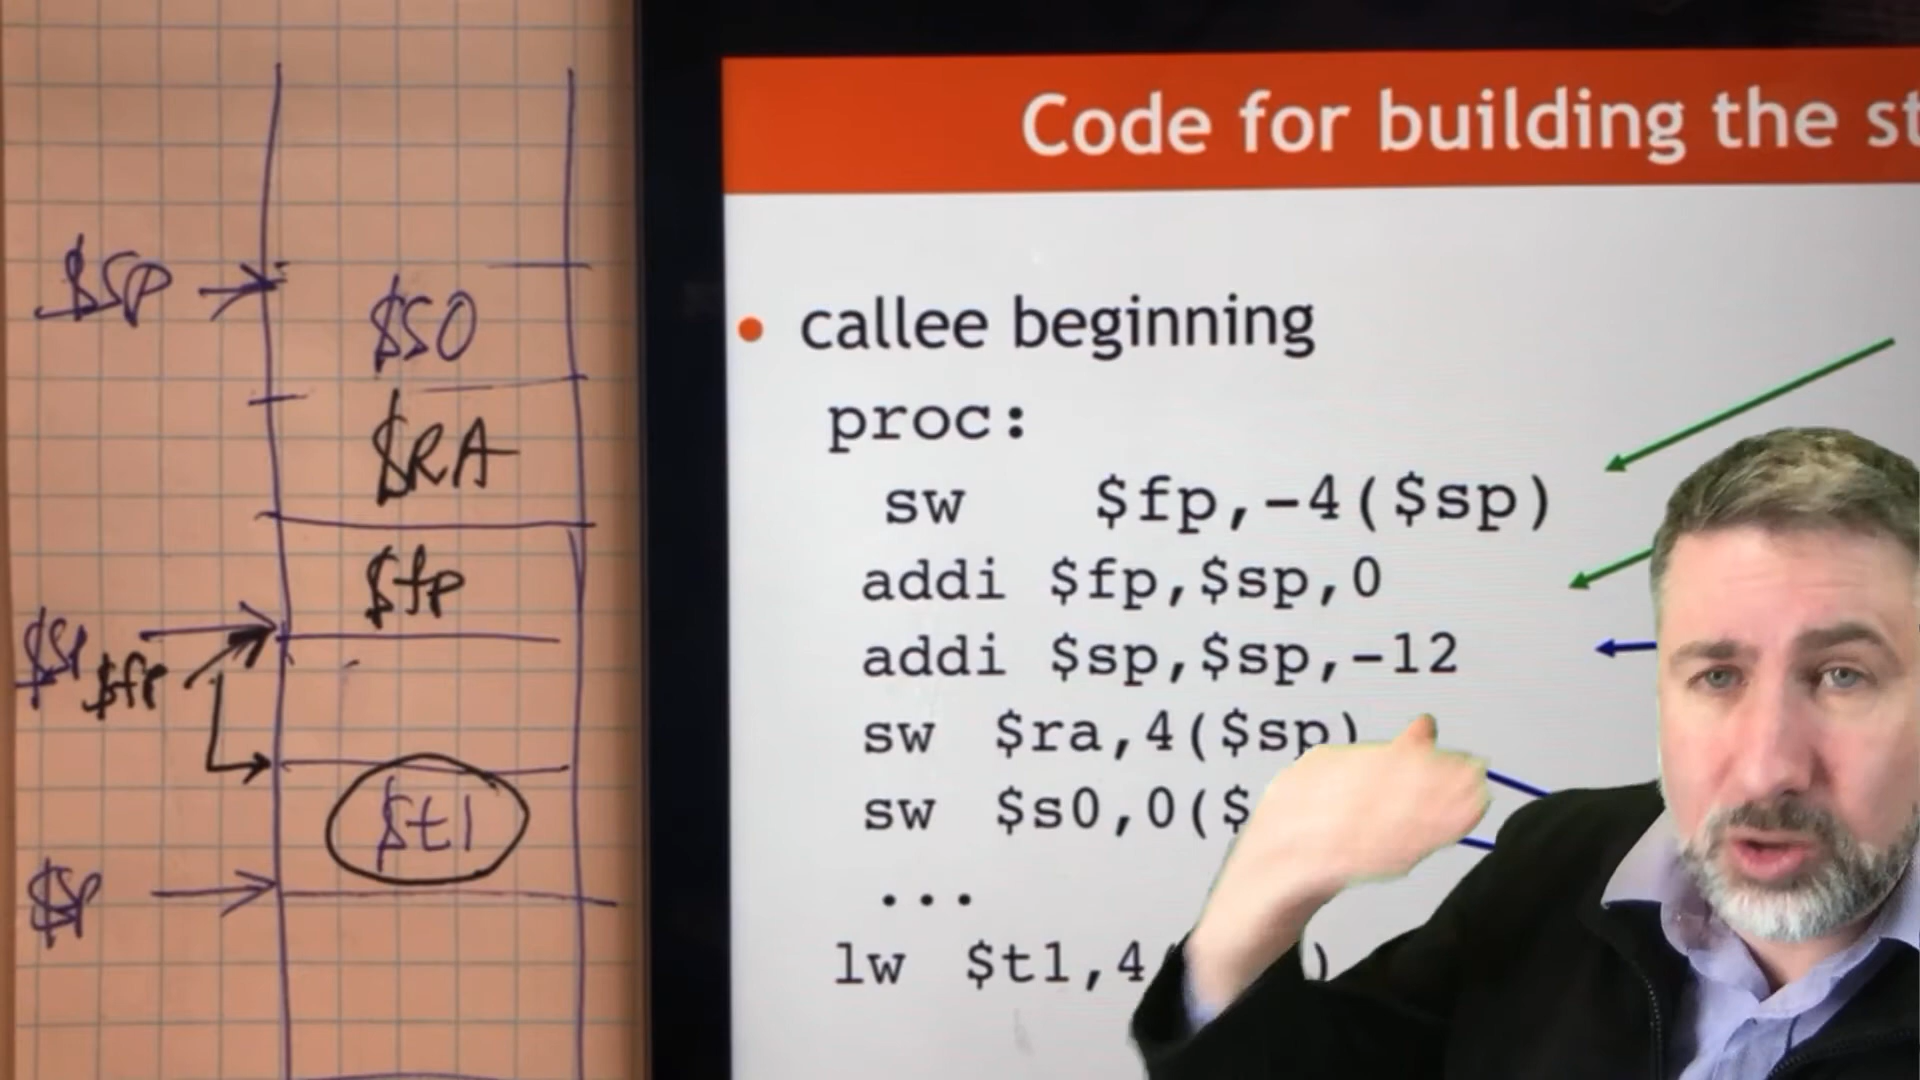 $sp
$s0
$RA
$fp
$fp
$t1
$sp
Code for building the st
• callee beginning
proc:
sw $fp,-4($sp)
addi $fp,$sp,0
addi $sp,$sp,-12
sw $ra,4($sp)
sw $s0,0($
...
lw $t1,4 )